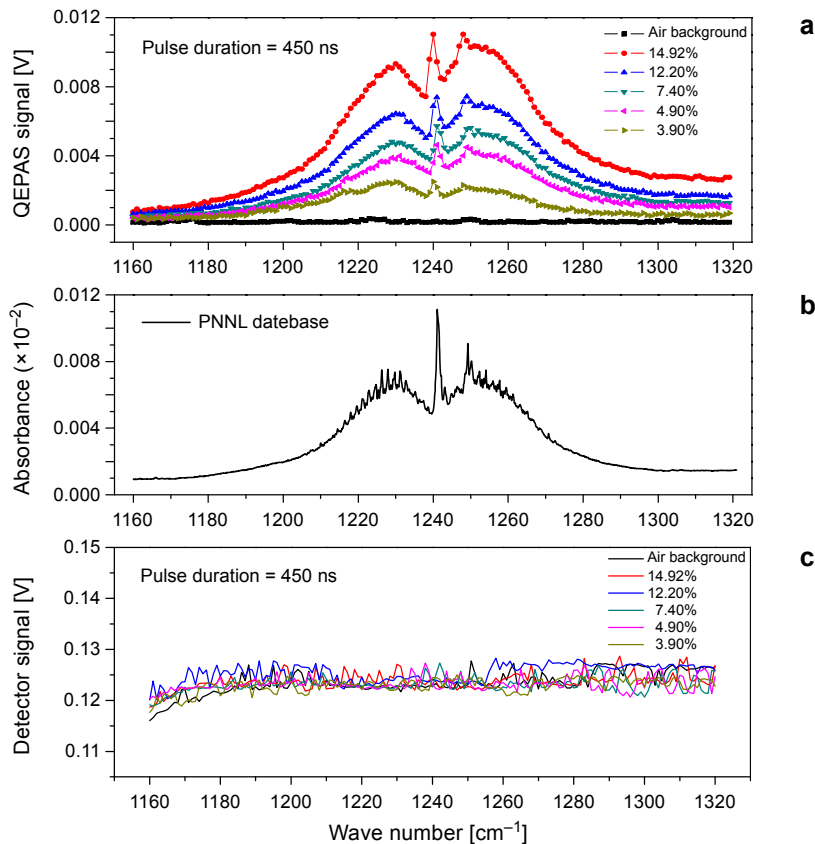 a
QEPAS signal [V]
0.012
0.008
0.004
0.000
Pulse duration = 450 ns
Air background
14.92%
12.20%
7.40%
4.90%
3.90%
1160 1180 1200 1220 1240 1260 1280 1300 1320
b
Absorbance (×10⁻²)
0.012
0.008
0.004
0.000
PNNL datebase
1160 1180 1200 1220 1240 1260 1280 1300 1320
c
Detector signal [V]
0.15
0.14
0.13
0.12
0.11
Pulse duration = 450 ns
Air background
14.92%
12.20%
7.40%
4.90%
3.90%
1160 1180 1200 1220 1240 1260 1280 1300 1320
Wave number [cm⁻¹]